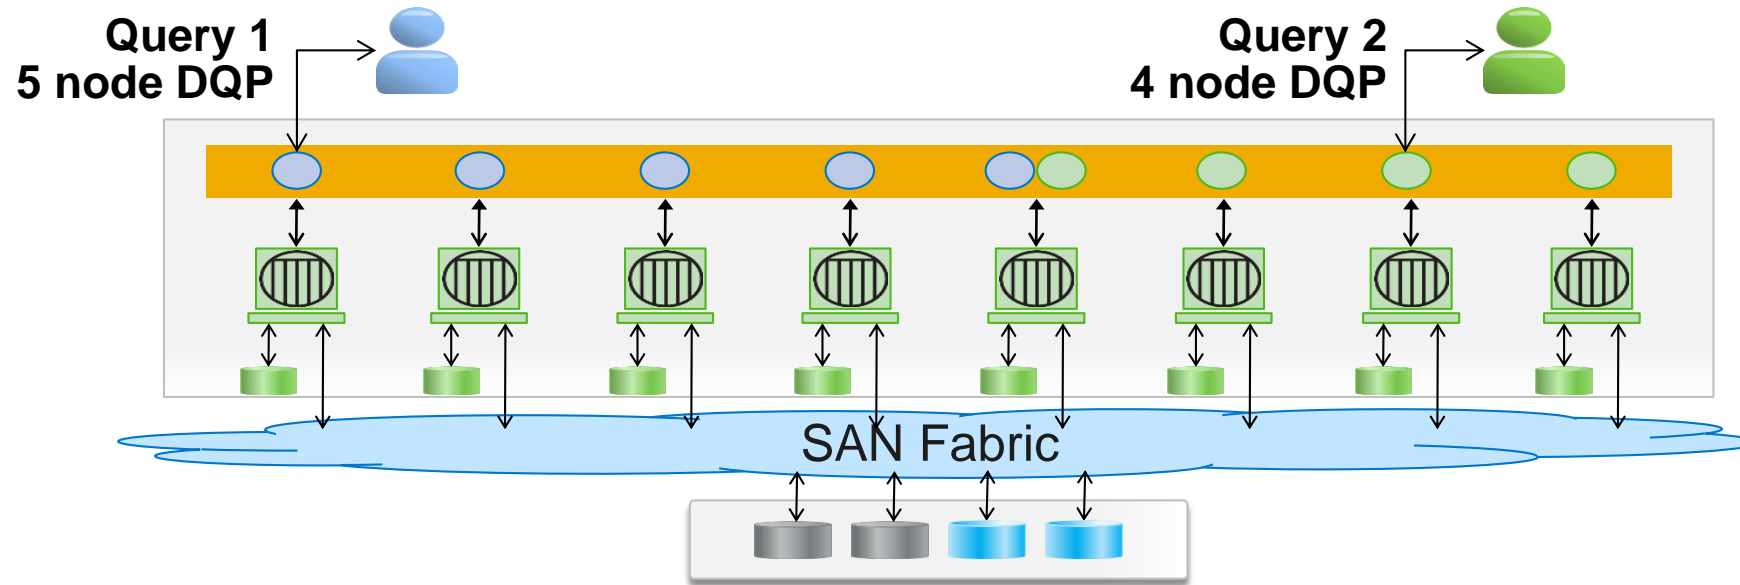 Query 1
5 node DQP
Query 2
4 node DQP
SAN Fabric